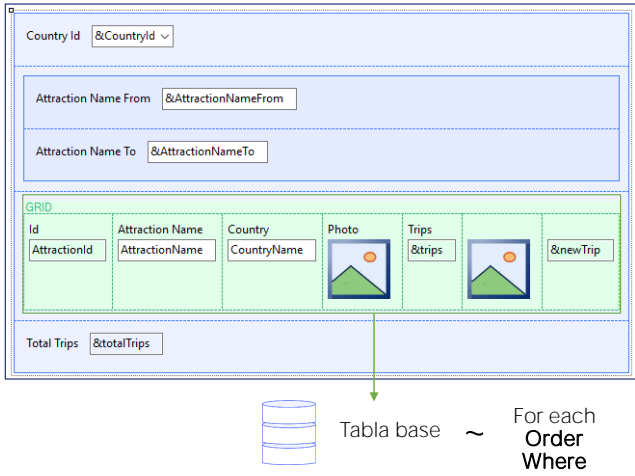 Country Id &CountryId
Attraction Name From &AttractionNameFrom
Attraction Name To &AttractionNameTo
GRID
Id Attraction Name Country Photo Trips
AttractionId AttractionName CountryName &trips &newTrip
Total Trips &totalTrips
Tabla base ~ For each
Order
Where